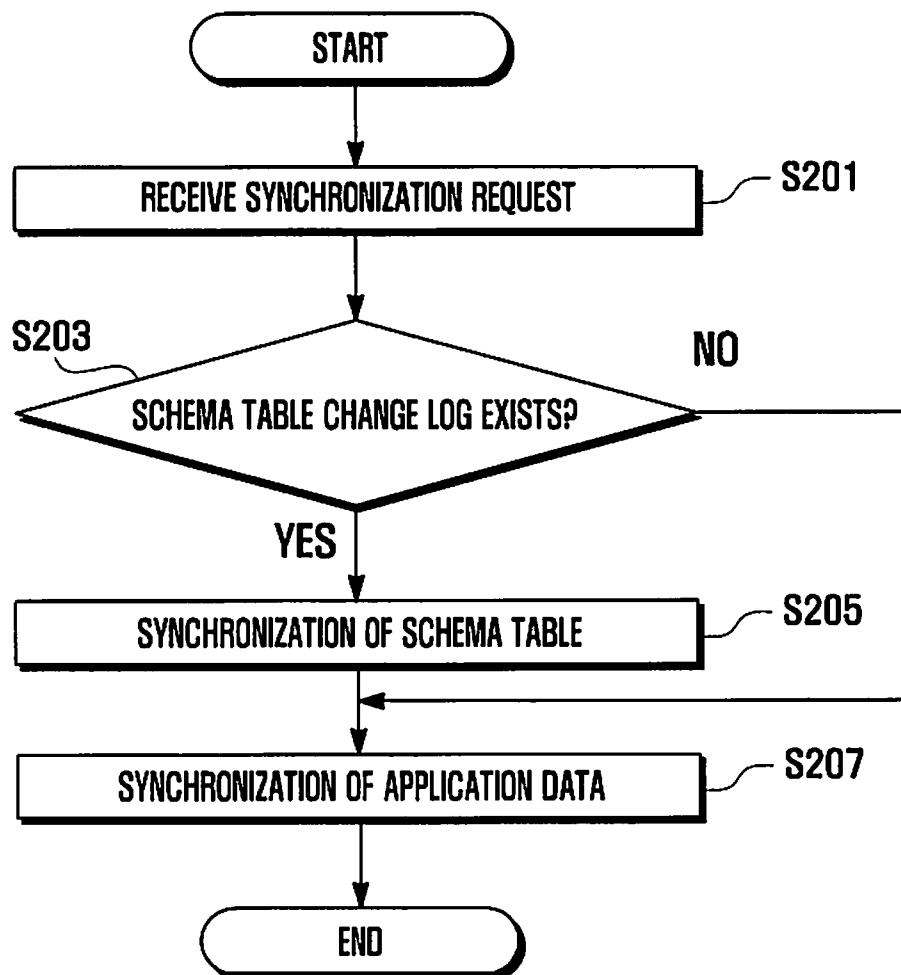 START
RECEIVE SYNCHRONIZATION REQUEST
S201
S203
SCHEMA TABLE CHANGE LOG EXISTS?
NO
YES
SYNCHRONIZATION OF SCHEMA TABLE
S205
SYNCHRONIZATION OF APPLICATION DATA
S207
END